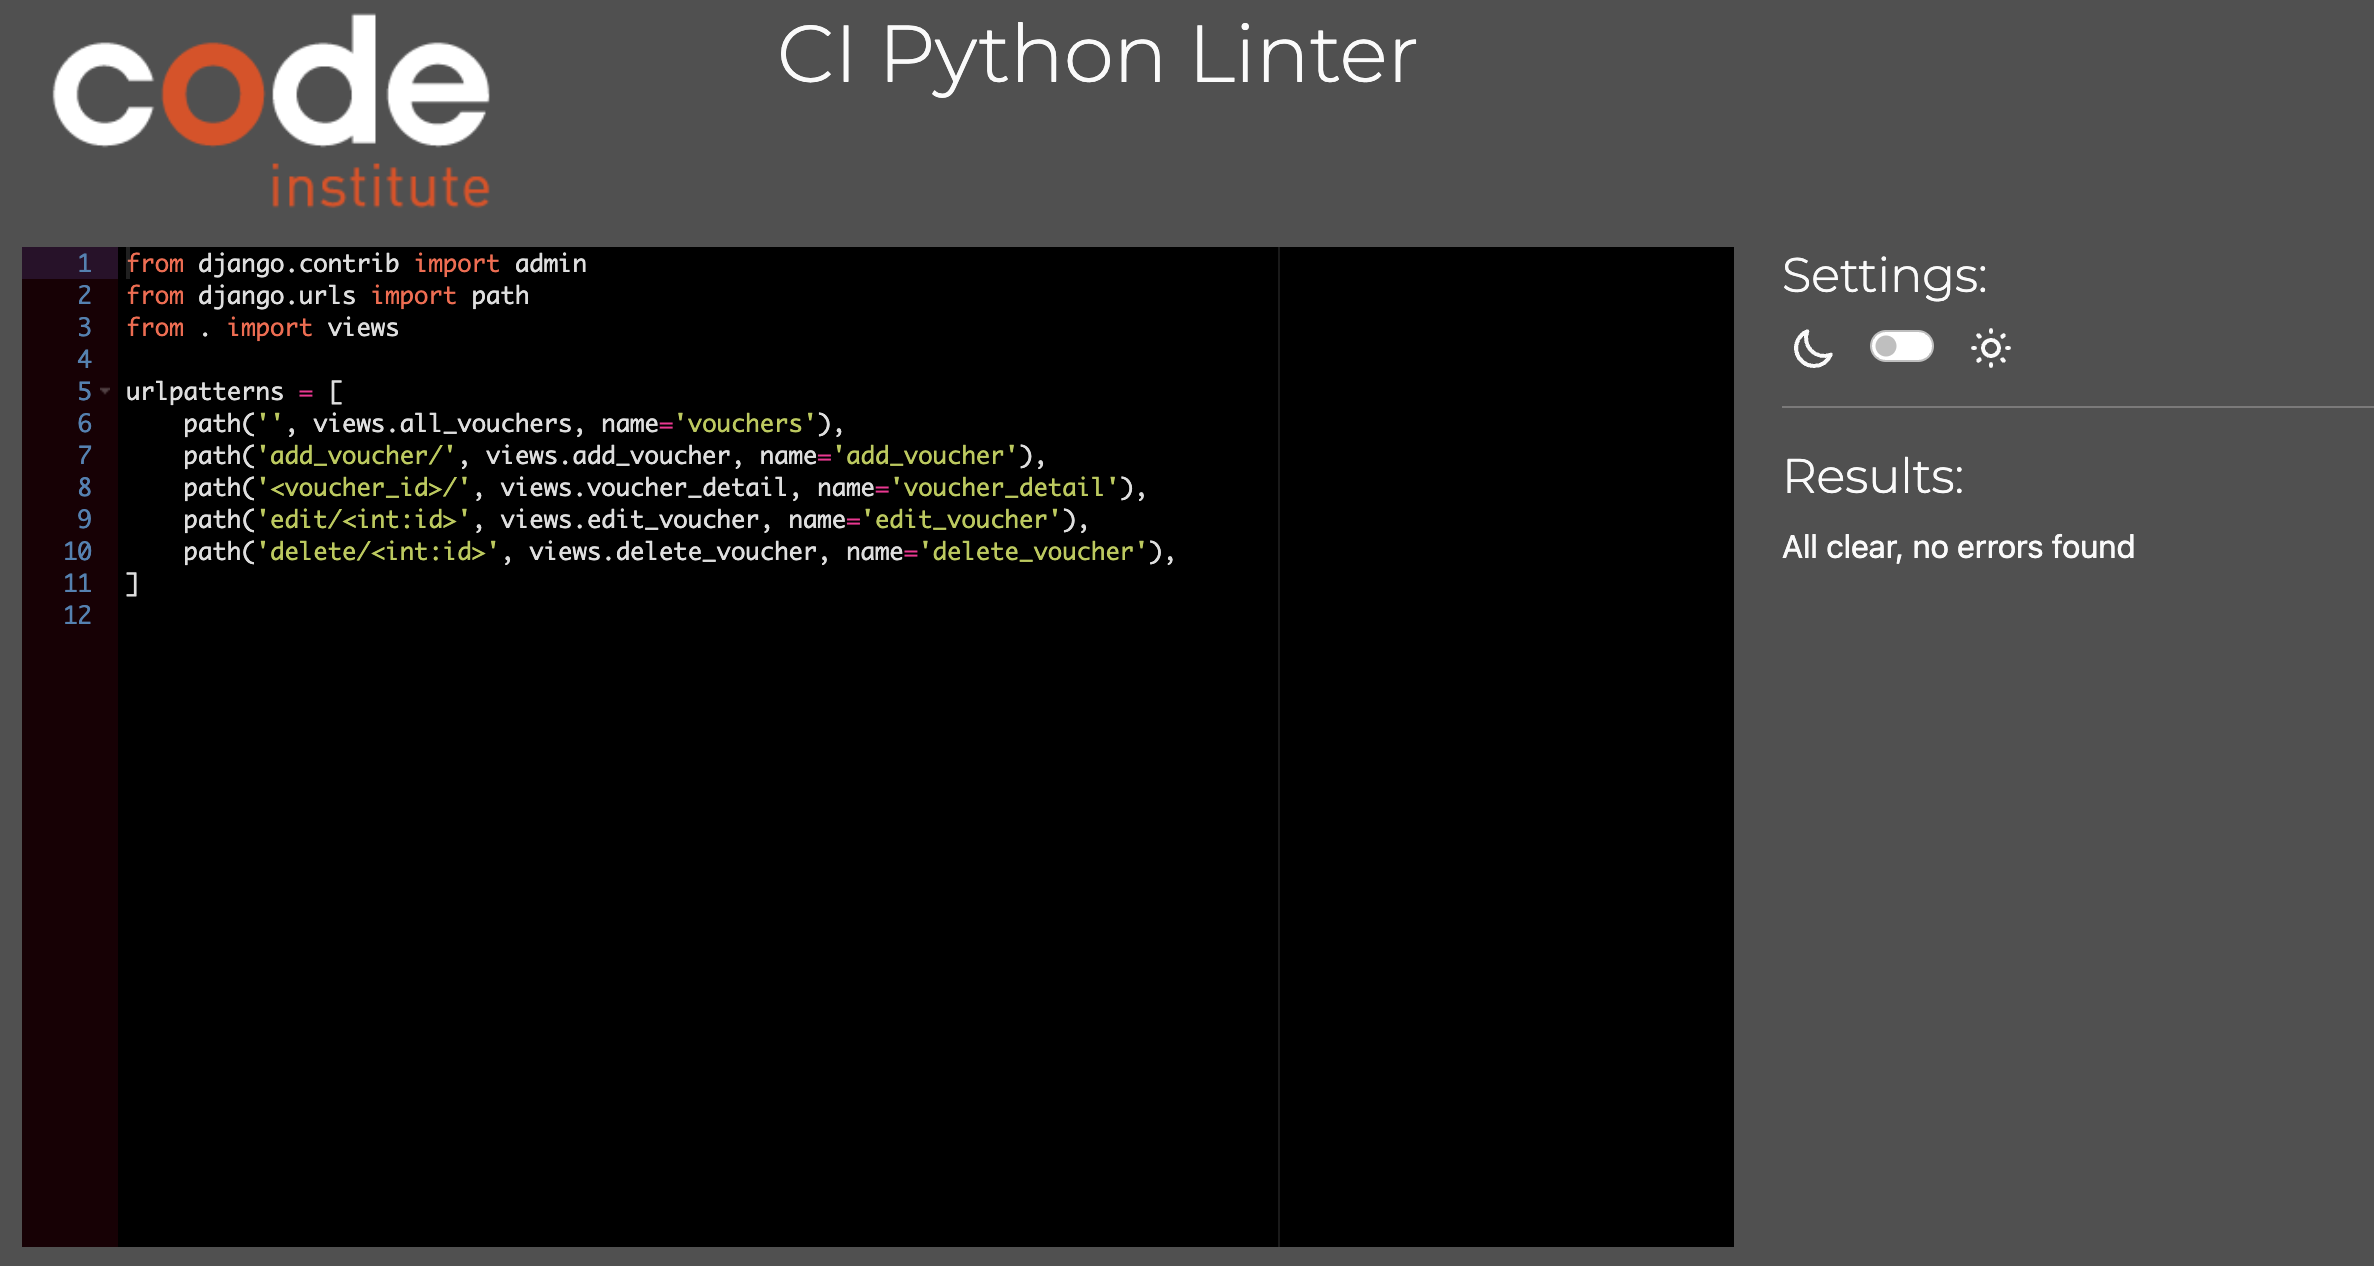 code
institute
CI Python Linter
1 from django.contrib import admin
2 from django.urls import path
3 from . import views
4
5 urlpatterns = [
6     path('', views.all_vouchers, name='vouchers'),
7     path('add_voucher/', views.add_voucher, name='add_voucher'),
8     path('<voucher_id>/', views.voucher_detail, name='voucher_detail'),
9     path('edit/<int:id>', views.edit_voucher, name='edit_voucher'),
10     path('delete/<int:id>', views.delete_voucher, name='delete_voucher'),
11 ]
12
Settings:
Results:
All clear, no errors found